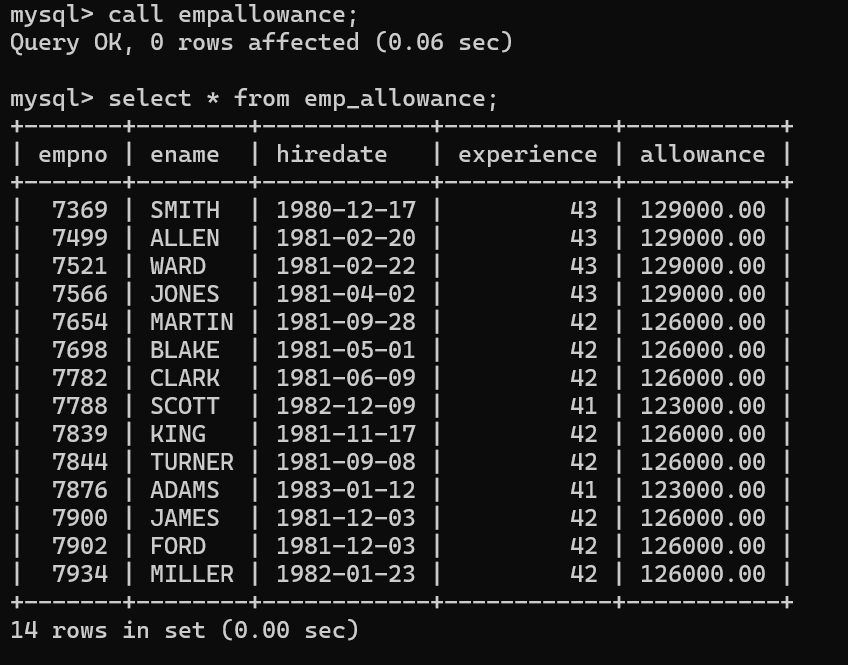 mysql> call empallowance;
Query OK, 0 rows affected (0.06 sec)
mysql> select * from emp_allowance;
+-------+--------+------------+------------+-----------+
| empno | ename  | hiredate   | experience | allowance |
+-------+--------+------------+------------+-----------+
|  7369 | SMITH  | 1980-12-17 |         43 | 129000.00 |
|  7499 | ALLEN  | 1981-02-20 |         43 | 129000.00 |
|  7521 | WARD   | 1981-02-22 |         43 | 129000.00 |
|  7566 | JONES  | 1981-04-02 |         43 | 129000.00 |
|  7654 | MARTIN | 1981-09-28 |         42 | 126000.00 |
|  7698 | BLAKE  | 1981-05-01 |         42 | 126000.00 |
|  7782 | CLARK  | 1981-06-09 |         42 | 126000.00 |
|  7788 | SCOTT  | 1982-12-09 |         41 | 123000.00 |
|  7839 | KING   | 1981-11-17 |         42 | 126000.00 |
|  7844 | TURNER | 1981-09-08 |         42 | 126000.00 |
|  7876 | ADAMS  | 1983-01-12 |         41 | 123000.00 |
|  7900 | JAMES  | 1981-12-03 |         42 | 126000.00 |
|  7902 | FORD   | 1981-12-03 |         42 | 126000.00 |
|  7934 | MILLER | 1982-01-23 |         42 | 126000.00 |
+-------+--------+------------+------------+-----------+
14 rows in set (0.00 sec)